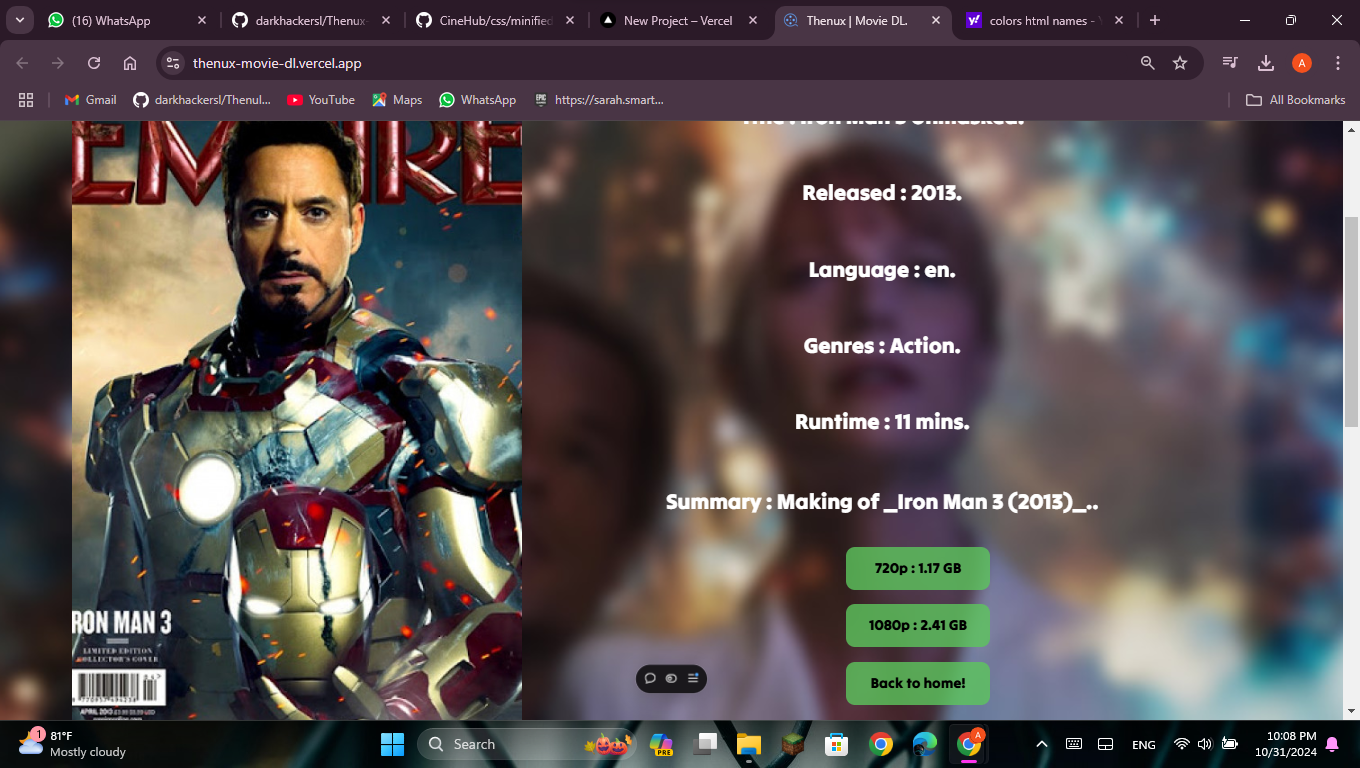 (16) WhatsApp
darkhackersl/Thenux-
CineHub/css/minified
New Project – Vercel
Thenux | Movie DL.
colors html names -
thenux-movie-dl.vercel.app
A
Gmail
darkhackersl/Thenul...
YouTube
Maps
WhatsApp
https://sarah.smart...
All Bookmarks
EMPIRE
Released : 2013.
Language : en.
Genres : Action.
Runtime : 11 mins.
Summary : Making of _Iron Man 3 (2013)_..
720p : 1.17 GB
1080p : 2.41 GB
Back to home!
RON MAN 3
LIMITED EDITION
COLLECTOR'S COVER
1
81°F
Mostly cloudy
Search
PRE
A
ENG
10:08 PM
10/31/2024